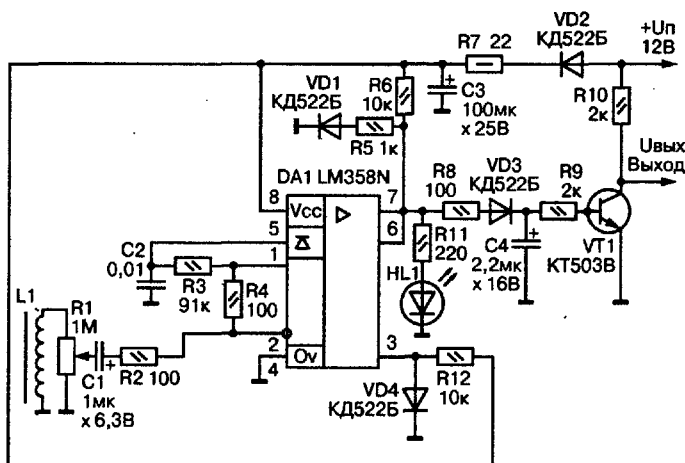 VD2
КД522Б
+Uп
12В
R7 22
VD1
КД522Б
R6
10к
C3
100мк
х 25В
R10
2к
R5 1к
Uвых
Выход
DA1 LM358N
R8
100
VD3
КД522Б
R9
2к
8
Vcc
7
5
6
1
C2
0,01
R3
91к
R4
100
R11
220
HL1
C4
2,2мк
х 16В
VT1
КТ503В
L1
R1
1М
2
Ov
4
3
C1
1мк
х 6,3В
R2 100
VD4
КД522Б
R12
10к